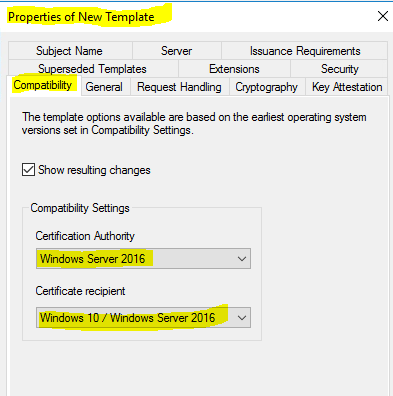 Properties of New Template
Subject Name Server Issuance Requirements
Superseded Templates Extensions Security
Compatibility General Request Handling Cryptography Key Attestation
The template options available are based on the earliest operating system
versions set in Compatibility Settings.
Show resulting changes
Compatibility Settings
Certification Authority
Windows Server 2016
Certificate recipient
Windows 10 / Windows Server 2016